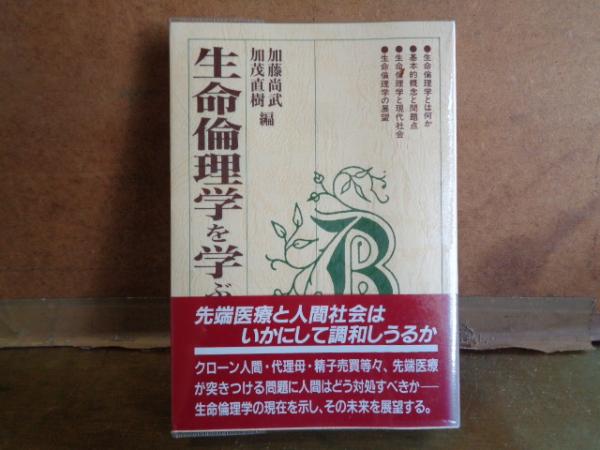 ●生命倫理学とは何か
●基本的概念と問題点
●生命倫理学と現代社会
●生命倫理学の展望
加藤尚武
加茂直樹
編
生命倫理学を学ぶ
B
先端医療と人間社会は
いかにして調和しうるか
クローン人間・代理母・精子売買等々、先端医療
が突きつける問題に人間はどう対処すべきか──
生命倫理学の現在を示し、その未来を展望する。